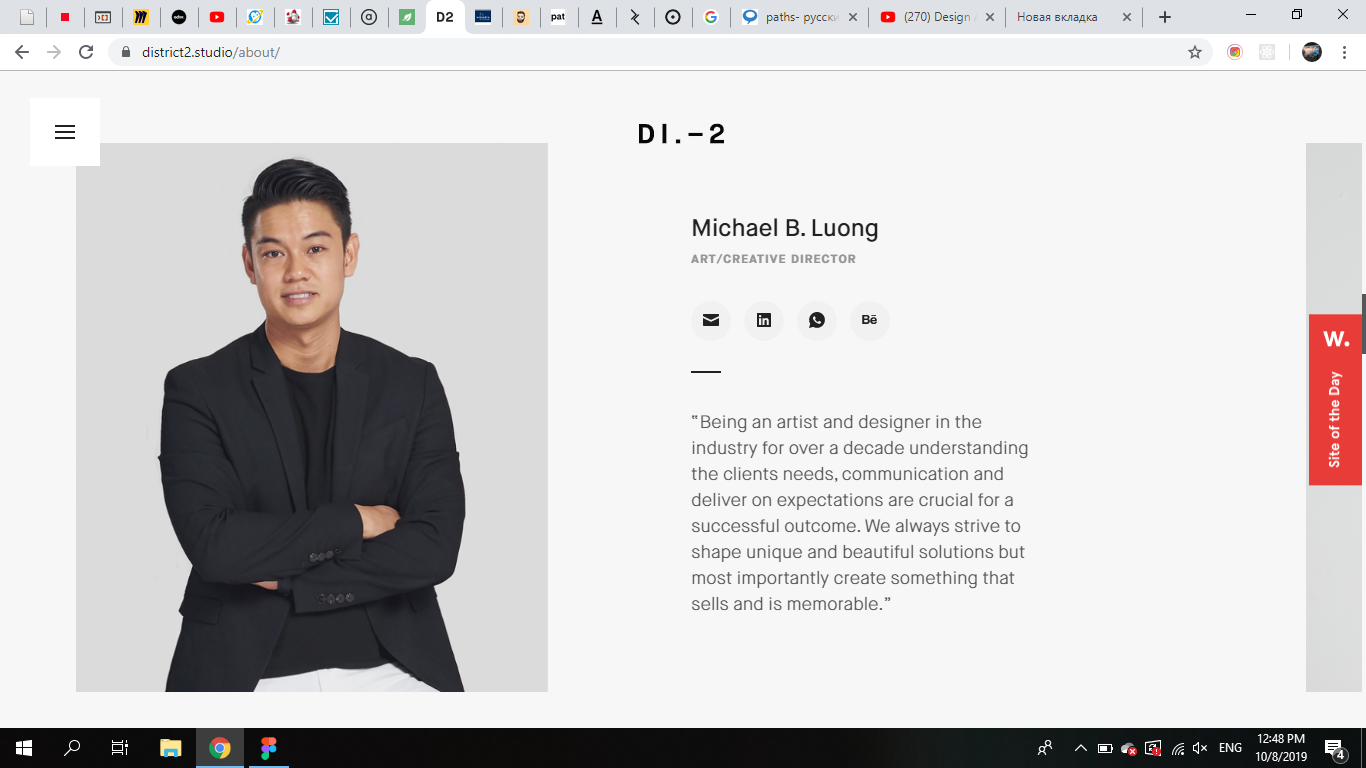 D2
pat
paths- русски
(270) Design
Новая вкладка
district2.studio/about/
DI.–2
Michael B. Luong
ART/CREATIVE DIRECTOR
Bē
“Being an artist and designer in the
industry for over a decade understanding
the clients needs, communication and
deliver on expectations are crucial for a
successful outcome. We always strive to
shape unique and beautiful solutions but
most importantly create something that
sells and is memorable.”
W.
Site of the Day
ENG
12:48 PM
10/8/2019
4